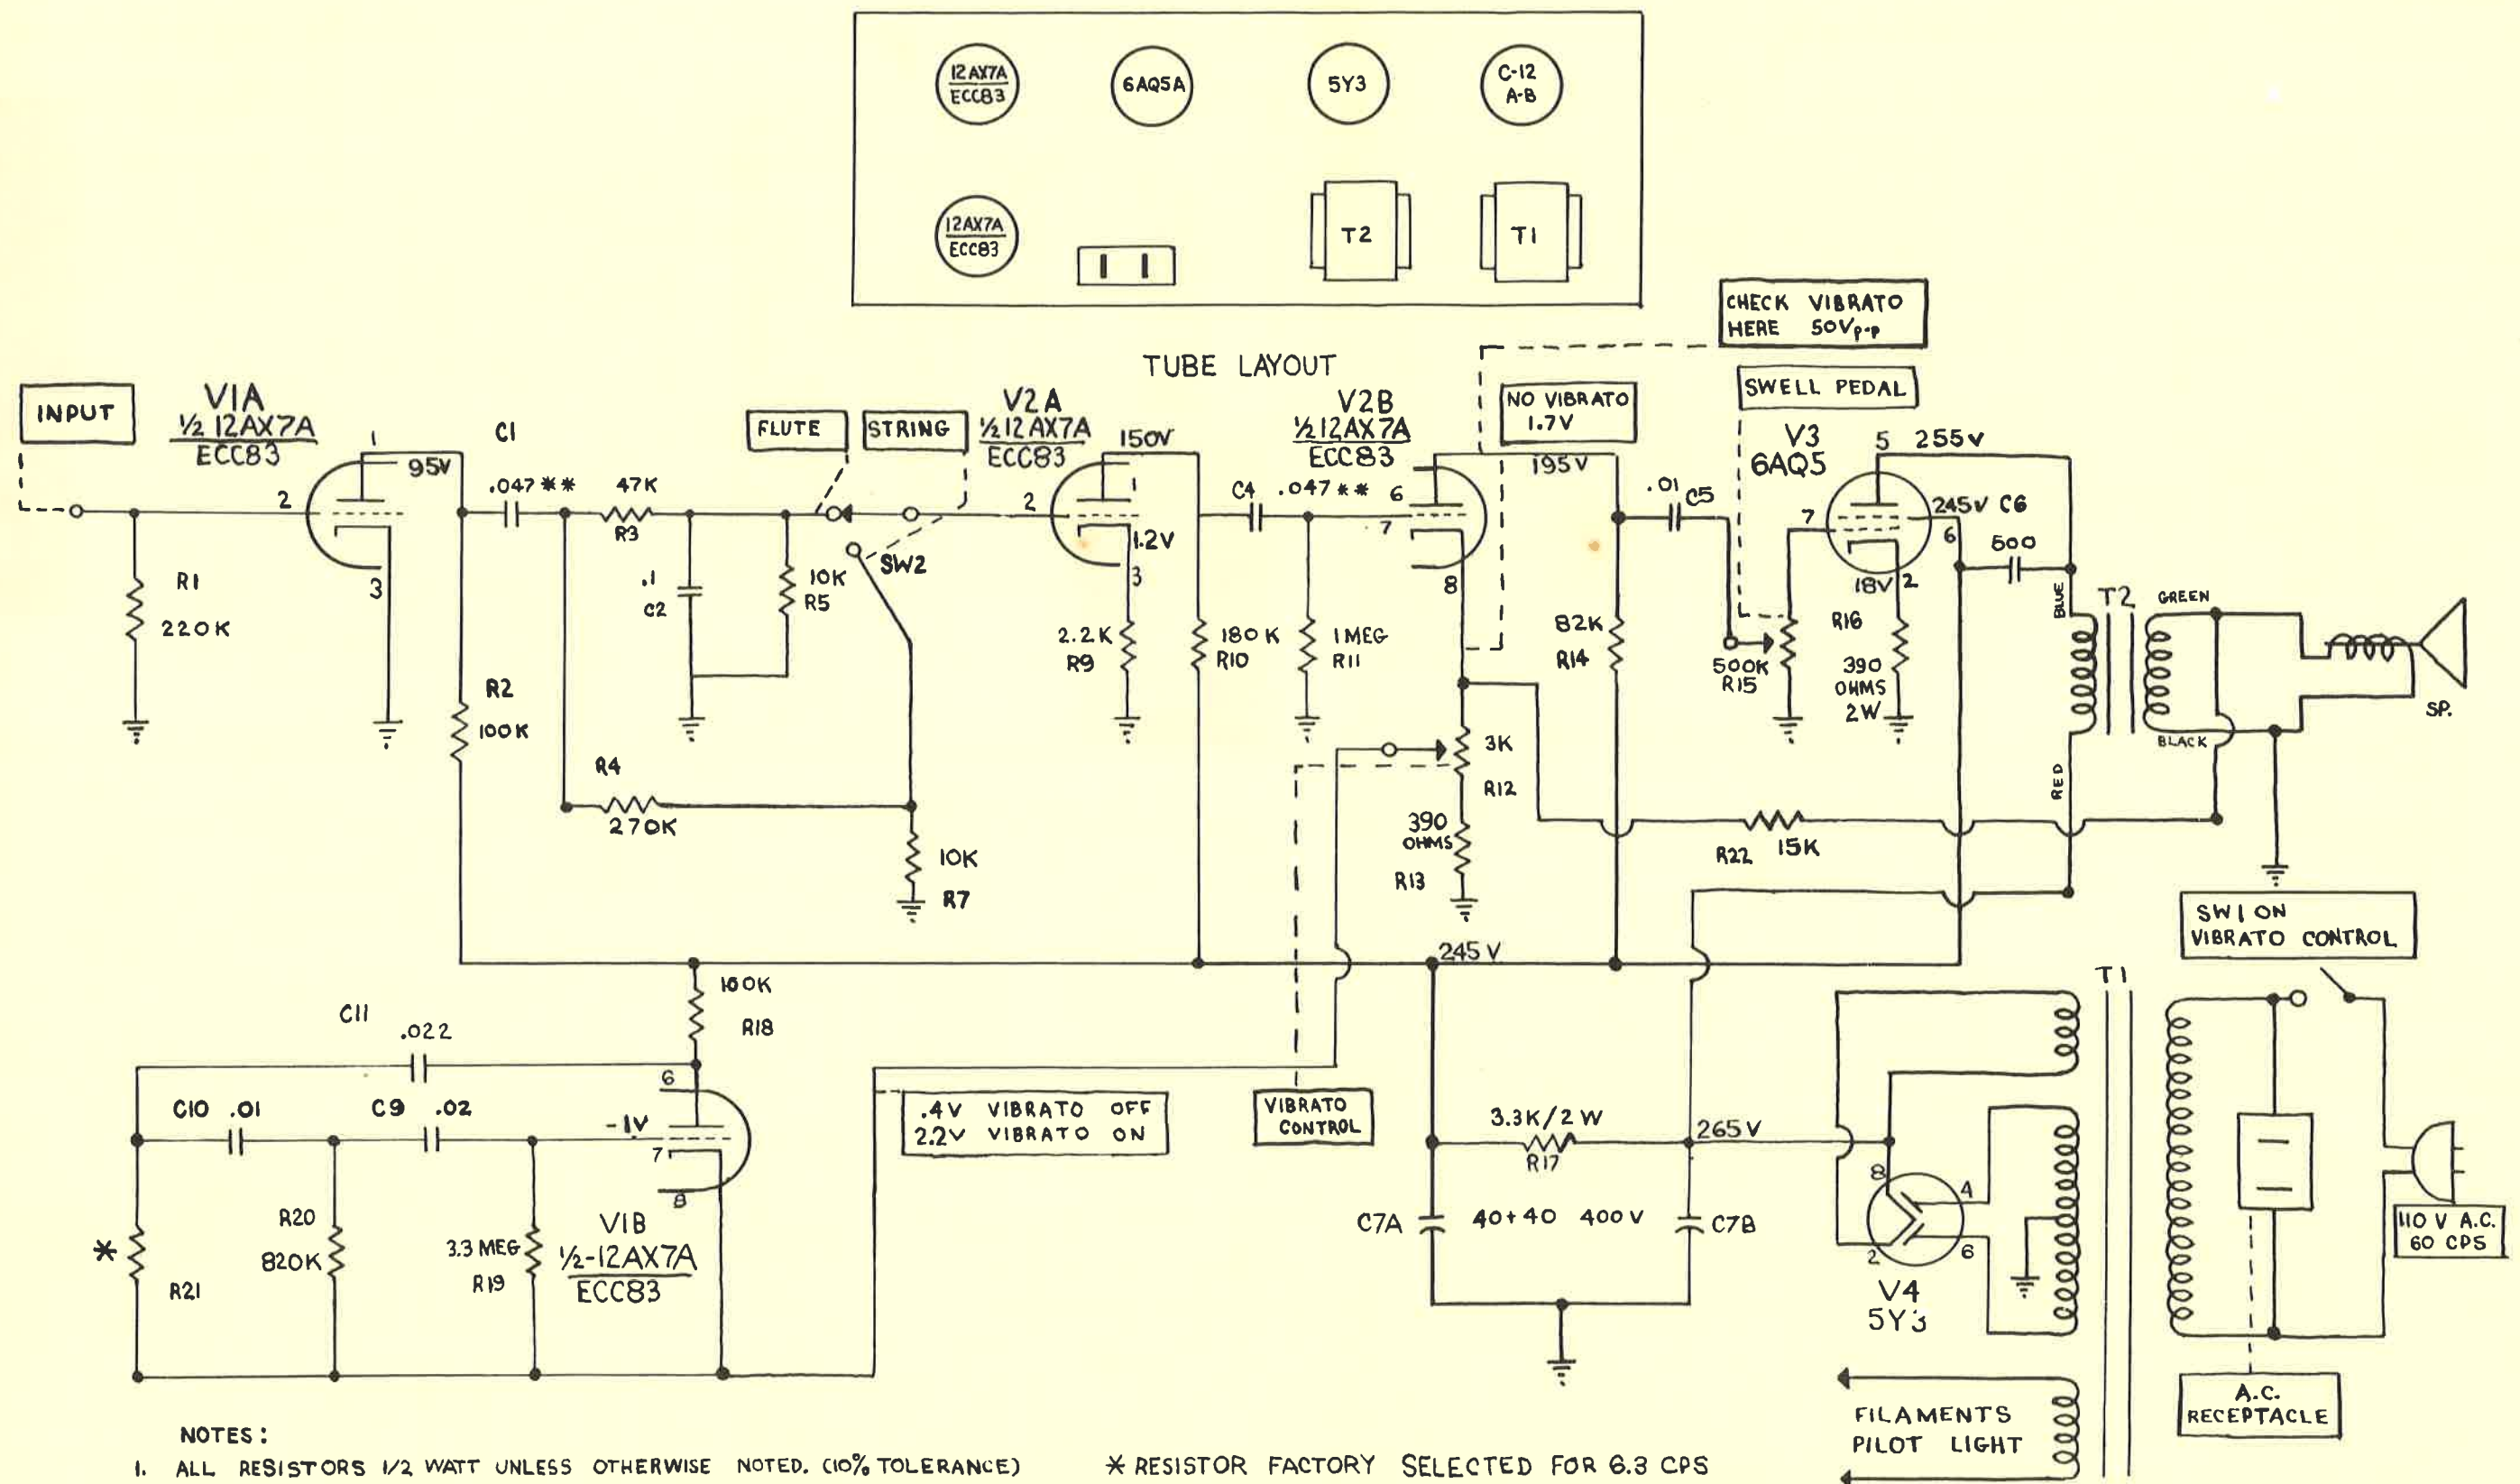 12AX7A
ECC83
6AQ5A
5Y3
C-12
A-B
12AX7A
ECC83
T2
T1
TUBE LAYOUT
CHECK VIBRATO
HERE 50Vp-p
INPUT
V1A
½ 12AX7A
ECC83
1
95V
2
3
R1
220K
C1
.047**
47K
R3
R2
100K
.1
C2
10K
R5
FLUTE
STRING
SW2
R4
270K
10K
R7
V2A
½ 12AX7A
ECC83
150V
1
2
1.2V
3
2.2K
R9
180K
R10
C4
.047**
1MEG
R11
V2B
½ 12AX7A
ECC83
6
7
8
NO VIBRATO
1.7V
195V
3K
R12
390
OHMS
R13
82K
R14
.01
C5
SWELL PEDAL
V3
6AQ5
5
255V
7
245V
C6
6
500
18V
2
500K
R15
R16
390
OHMS
2W
BLUE
T2
GREEN
BLACK
RED
SP.
R22
15K
245V
SW1 ON
VIBRATO CONTROL
100K
R18
C11
.022
C10 .01
C9 .02
6
-1V
7
8
V1B
½-12AX7A
ECC83
*
R21
R20
820K
3.3 MEG
R19
.4V VIBRATO OFF
2.2V VIBRATO ON
VIBRATO
CONTROL
3.3K/2W
R17
265V
C7A
40+40 400V
C7B
8
4
2
6
V4
5Y3
T1
110 V A.C.
60 CPS
A.C.
RECEPTACLE
FILAMENTS
PILOT LIGHT
NOTES:
1. ALL RESISTORS 1/2 WATT UNLESS OTHERWISE NOTED. (10% TOLERANCE)
* RESISTOR FACTORY SELECTED FOR 6.3 CPS